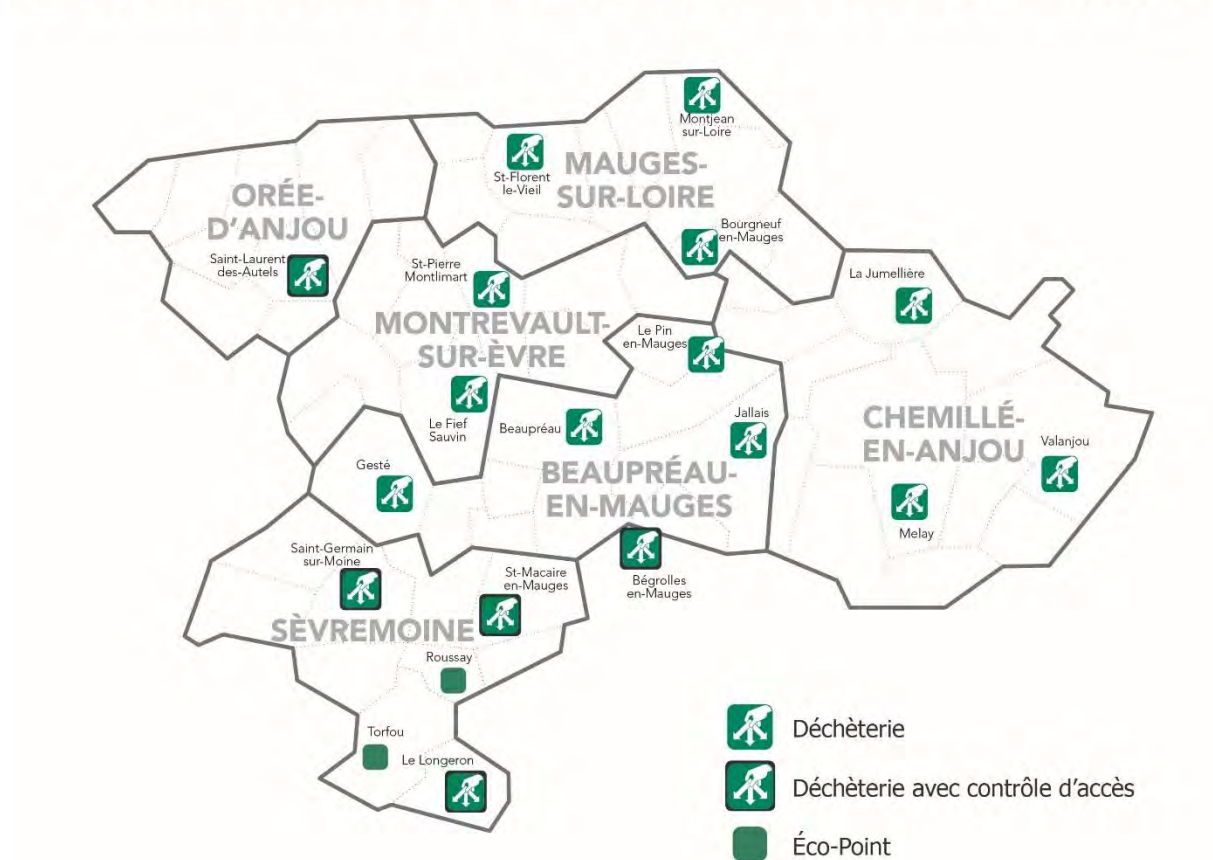 Montjean
sur-Loire
St-Florent
le-Vieil
MAUGES-
SUR-LOIRE
ORÉE-
D'ANJOU
Bourgneuf
en-Mauges
Saint-Laurent
des-Autels
St-Pierre
Montlimart
La Jumellière
MONTREVAULT-
SUR-ÈVRE
Le Pin
en-Mauges
Le Fief
Sauvin
Beaupréau
Jallais
CHEMILLÉ-
EN-ANJOU
Valanjou
Gesté
BEAUPRÉAU-
EN-MAUGES
Melay
Saint-Germain
sur-Moine
St-Macaire
en-Mauges
Bégrolles
en-Mauges
SÈVREMOINE
Roussay
Torfou
Le Longeron
Déchèterie
Déchèterie avec contrôle d'accès
Éco-Point